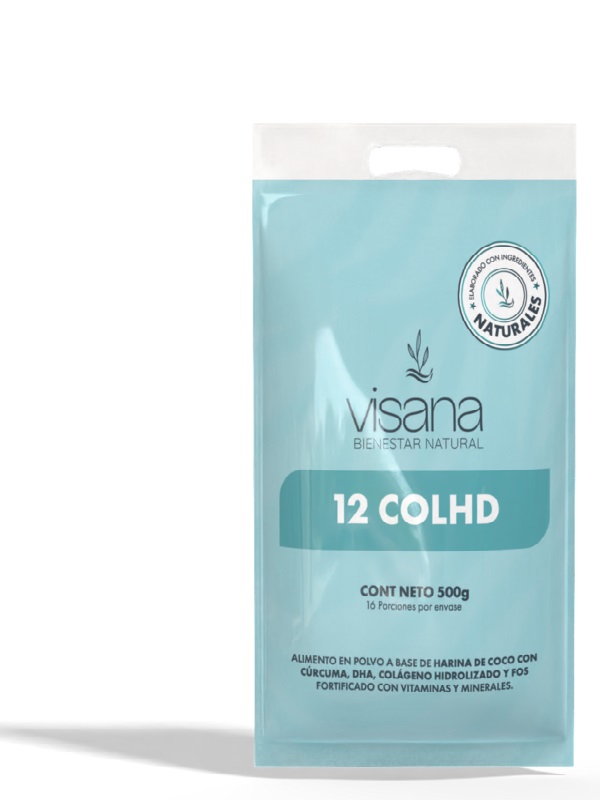 ★ ELABORADO CON INGREDIENTES ★
NATURALES
visana
BIENESTAR NATURAL
12 COLHD
CONT NETO 500g
16 Porciones por envase
ALIMENTO EN POLVO A BASE DE HARINA DE COCO CON
CÚRCUMA, DHA, COLÁGENO HIDROLIZADO Y FOS
FORTIFICADO CON VITAMINAS Y MINERALES.